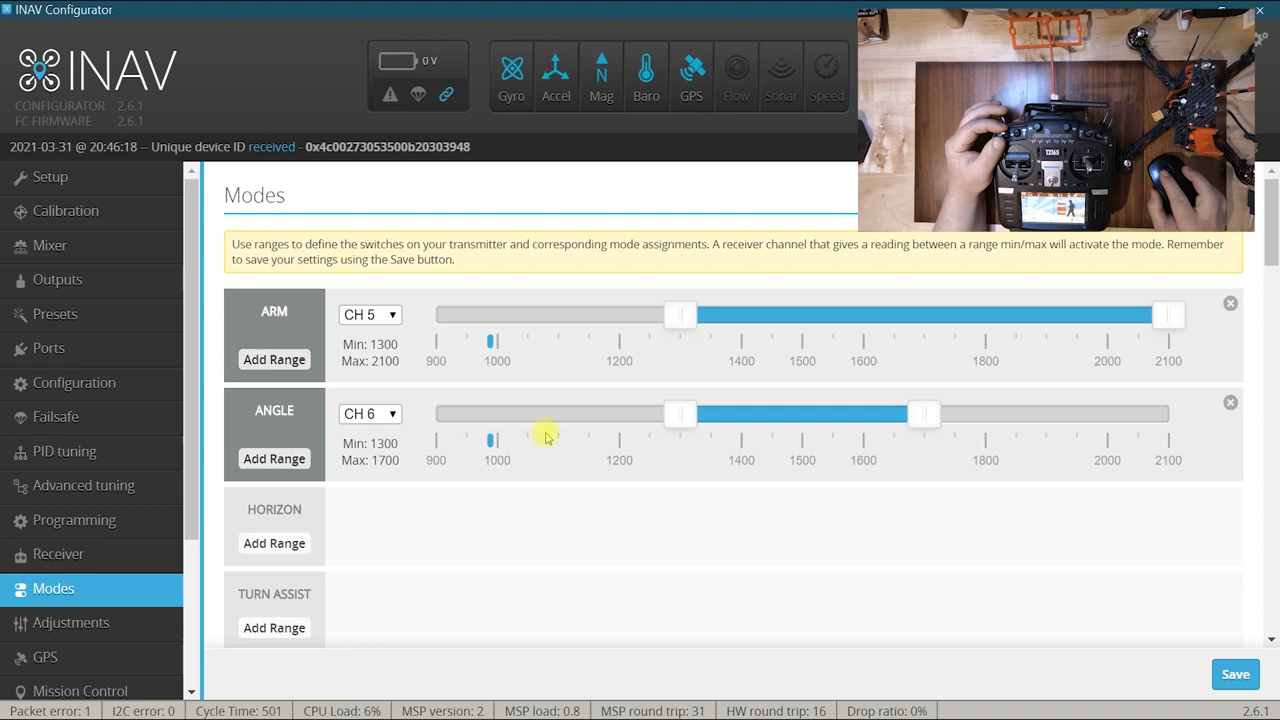 INAV Configurator
INAV
CONFIGURATOR 2.6.1
FC FIRMWARE 2.6.1
0 V
Gyro Accel Mag Baro GPS Flow Sonar Speed
2021-03-31 @ 20:46:18 -- Unique device ID received -
Setup
Calibration
Mixer
Outputs
Presets
Ports
Configuration
Failsafe
PID tuning
Advanced tuning
Programming
Receiver
Modes
Adjustments
GPS
Mission Control
Modes
Use ranges to define the switches on your transmitter and corresponding mode assignments. A receiver channel that gives a reading between a range min/max will activate the mode. Remember
to save your settings using the Save button.
ARM
Add Range
CH 5
Min: 1300
Max: 2100
900 1000 1200 1400 1500 1600 1800 2000 2100
ANGLE
Add Range
CH 6
Min: 1300
Max: 1700
900 1000 1200 1400 1500 1600 1800 2000 2100
HORIZON
Add Range
TURN ASSIST
Add Range
Save
Packet error: 1 I2C error: 0 Cycle Time: 501 CPU Load: 6% MSP version: 2 MSP load: 0.8 MSP round trip: 31 HW round trip: 16 Drop ratio: 0% 2.6.1